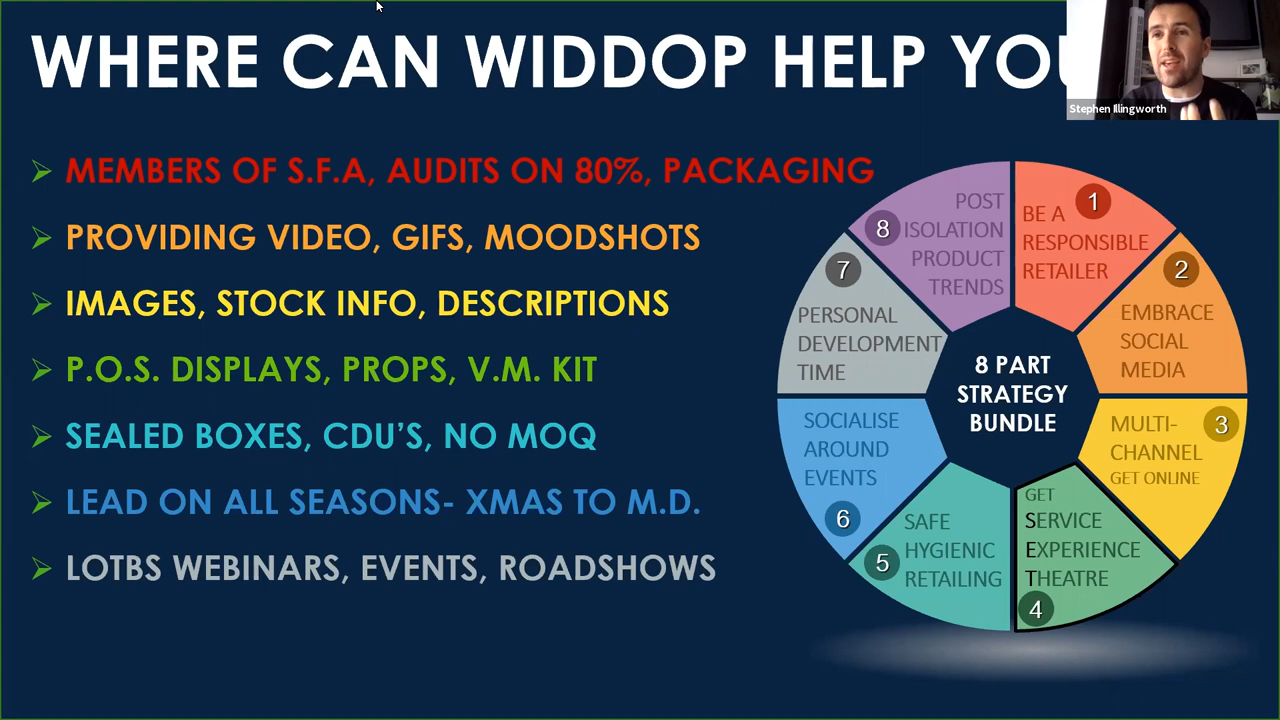 WHERE CAN WIDDOP HELP YOU
Stephen Illingworth
MEMBERS OF S.F.A, AUDITS ON 80%, PACKAGING
PROVIDING VIDEO, GIFS, MOODSHOTS
IMAGES, STOCK INFO, DESCRIPTIONS
P.O.S. DISPLAYS, PROPS, V.M. KIT
SEALED BOXES, CDU'S, NO MOQ
LEAD ON ALL SEASONS- XMAS TO M.D.
LOTBS WEBINARS, EVENTS, ROADSHOWS
8 PART
STRATEGY
BUNDLE
1
BE A
RESPONSIBLE
RETAILER
2
EMBRACE
SOCIAL
MEDIA
3
MULTI-
CHANNEL
GET ONLINE
GET
SERVICE
EXPERIENCE
THEATRE
4
SAFE
5 HYGIENIC
RETAILING
SOCIALISE
AROUND
EVENTS
6
7
PERSONAL
DEVELOPMENT
TIME
POST
8 ISOLATION
PRODUCT
TRENDS